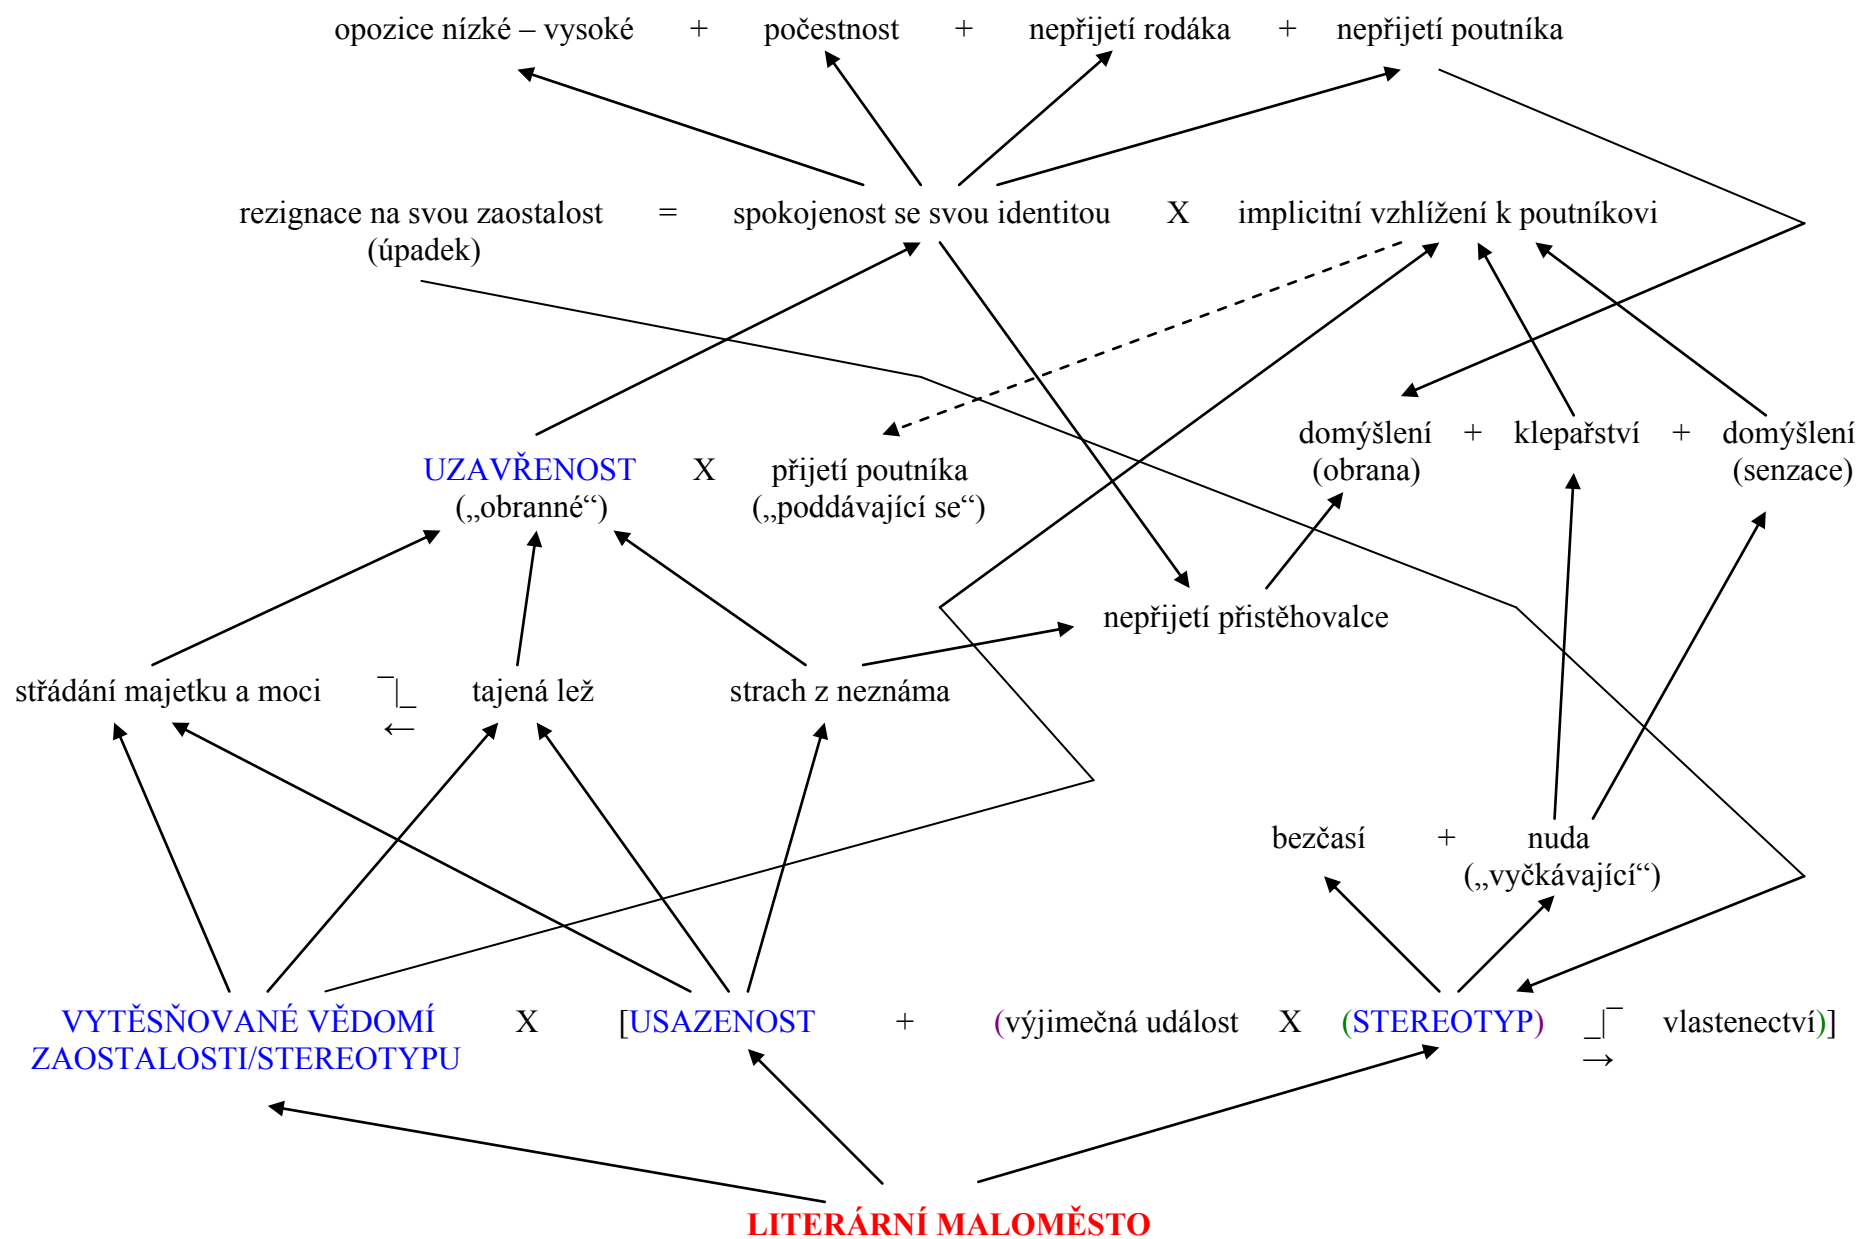 opozice nízké – vysoké + počestnost + nepřijetí rodáka + nepřijetí poutníka
rezignace na svou zaostalost = spokojenost se svou identitou X implicitní vzhlížení k poutníkovi
(úpadek)
domýšlení + klepařství + domýšlení
(obrana) (senzace)
UZAVŘENOST X přijetí poutníka
(„obranné“) („poddávající se“)
nepřijetí přistěhovalce
střádání majetku a moci ¯|_ tajená lež strach z neznáma
←
bezčasí + nuda
(„vyčkávající“)
VYTĚSŇOVANÉ VĚDOMÍ X [USAZENOST + (výjimečná událost X (STEREOTYP) _|¯ vlastenectví)]
ZAOSTALOSTI/STEREOTYPU →
LITERÁRNÍ MALOMĚSTO